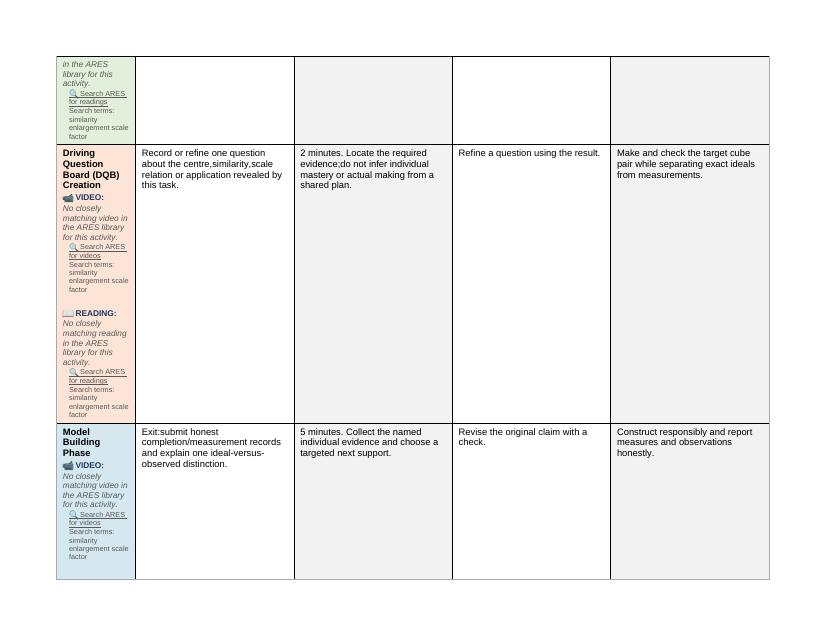 in the ARES
library for this
activity.
🔍 Search ARES
for readings
Search terms:
similarity
enlargement scale
factor
Driving
Question
Board (DQB)
Creation
📹 VIDEO:
No closely
matching video in
the ARES library
for this activity.
🔍 Search ARES
for videos
Search terms:
similarity
enlargement scale
factor
📖 READING:
No closely
matching reading
in the ARES
library for this
activity.
🔍 Search ARES
for readings
Search terms:
similarity
enlargement scale
factor
Record or refine one question
about the centre,similarity,scale
relation or application revealed by
this task.
2 minutes. Locate the required
evidence;do not infer individual
mastery or actual making from a
shared plan.
Refine a question using the result.
Make and check the target cube
pair while separating exact ideals
from measurements.
Model
Building
Phase
📹 VIDEO:
No closely
matching video in
the ARES library
for this activity.
🔍 Search ARES
for videos
Search terms:
similarity
enlargement scale
factor
Exit:submit honest
completion/measurement records
and explain one ideal-versus-
observed distinction.
5 minutes. Collect the named
individual evidence and choose a
targeted next support.
Revise the original claim with a
check.
Construct responsibly and report
measures and observations
honestly.